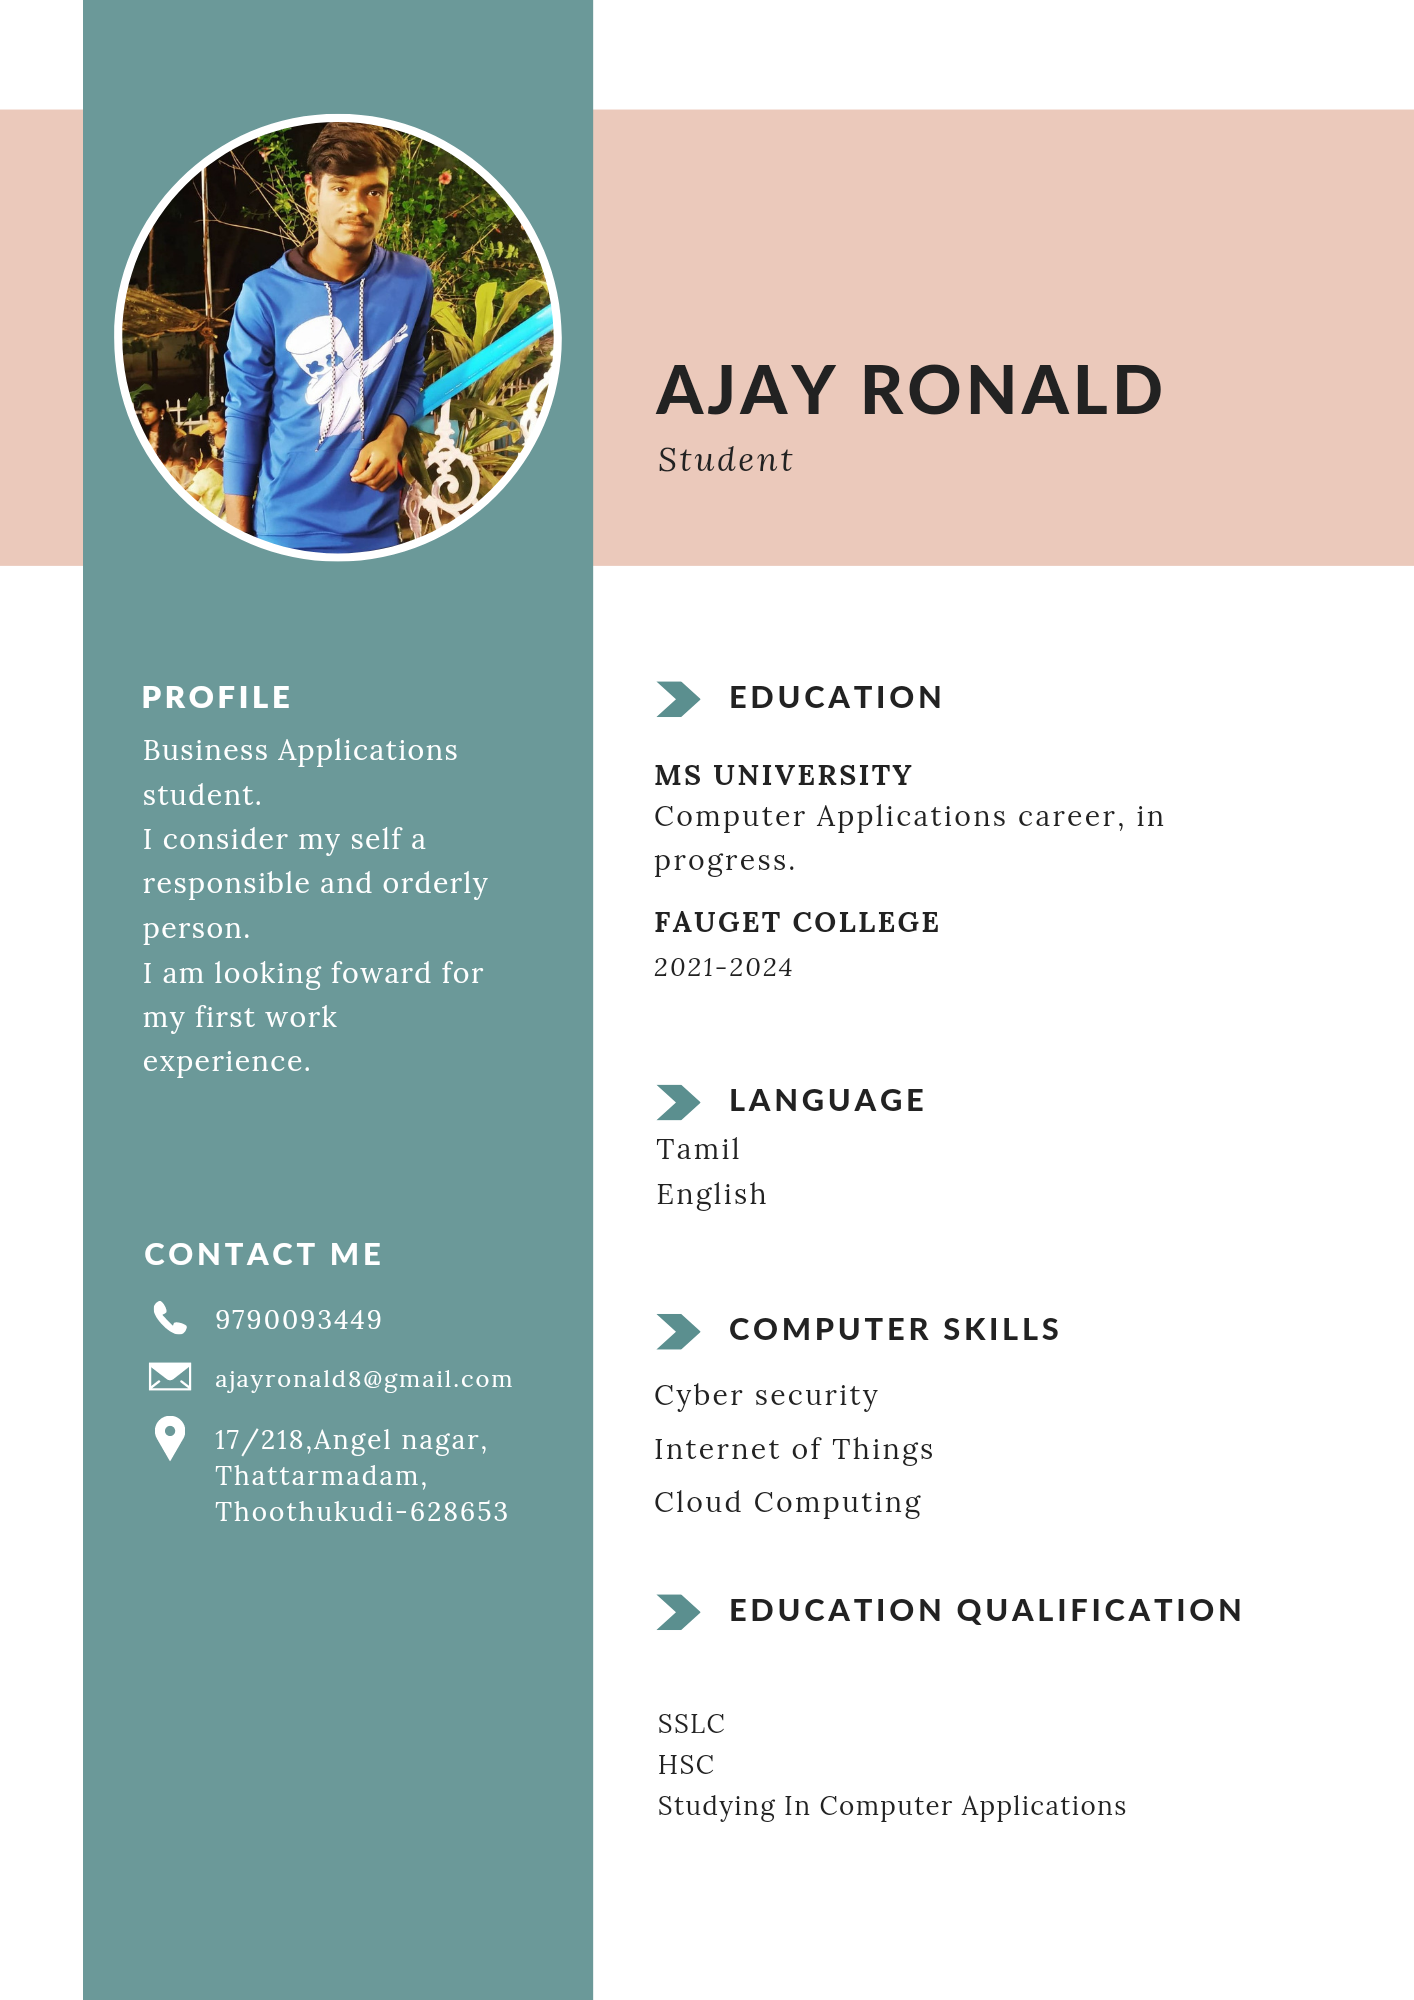 AJAY RONALD
Student
PROFILE
Business Applications
student.
I consider my self a
responsible and orderly
person.
I am looking foward for
my first work
experience.
CONTACT ME
9790093449
ajayronald8@gmail.com
17/218,Angel nagar,
Thattarmadam,
Thoothukudi-628653
EDUCATION
MS UNIVERSITY
Computer Applications career, in
progress.
FAUGET COLLEGE
2021-2024
LANGUAGE
Tamil
English
COMPUTER SKILLS
Cyber security
Internet of Things
Cloud Computing
EDUCATION QUALIFICATION
SSLC
HSC
Studying In Computer Applications